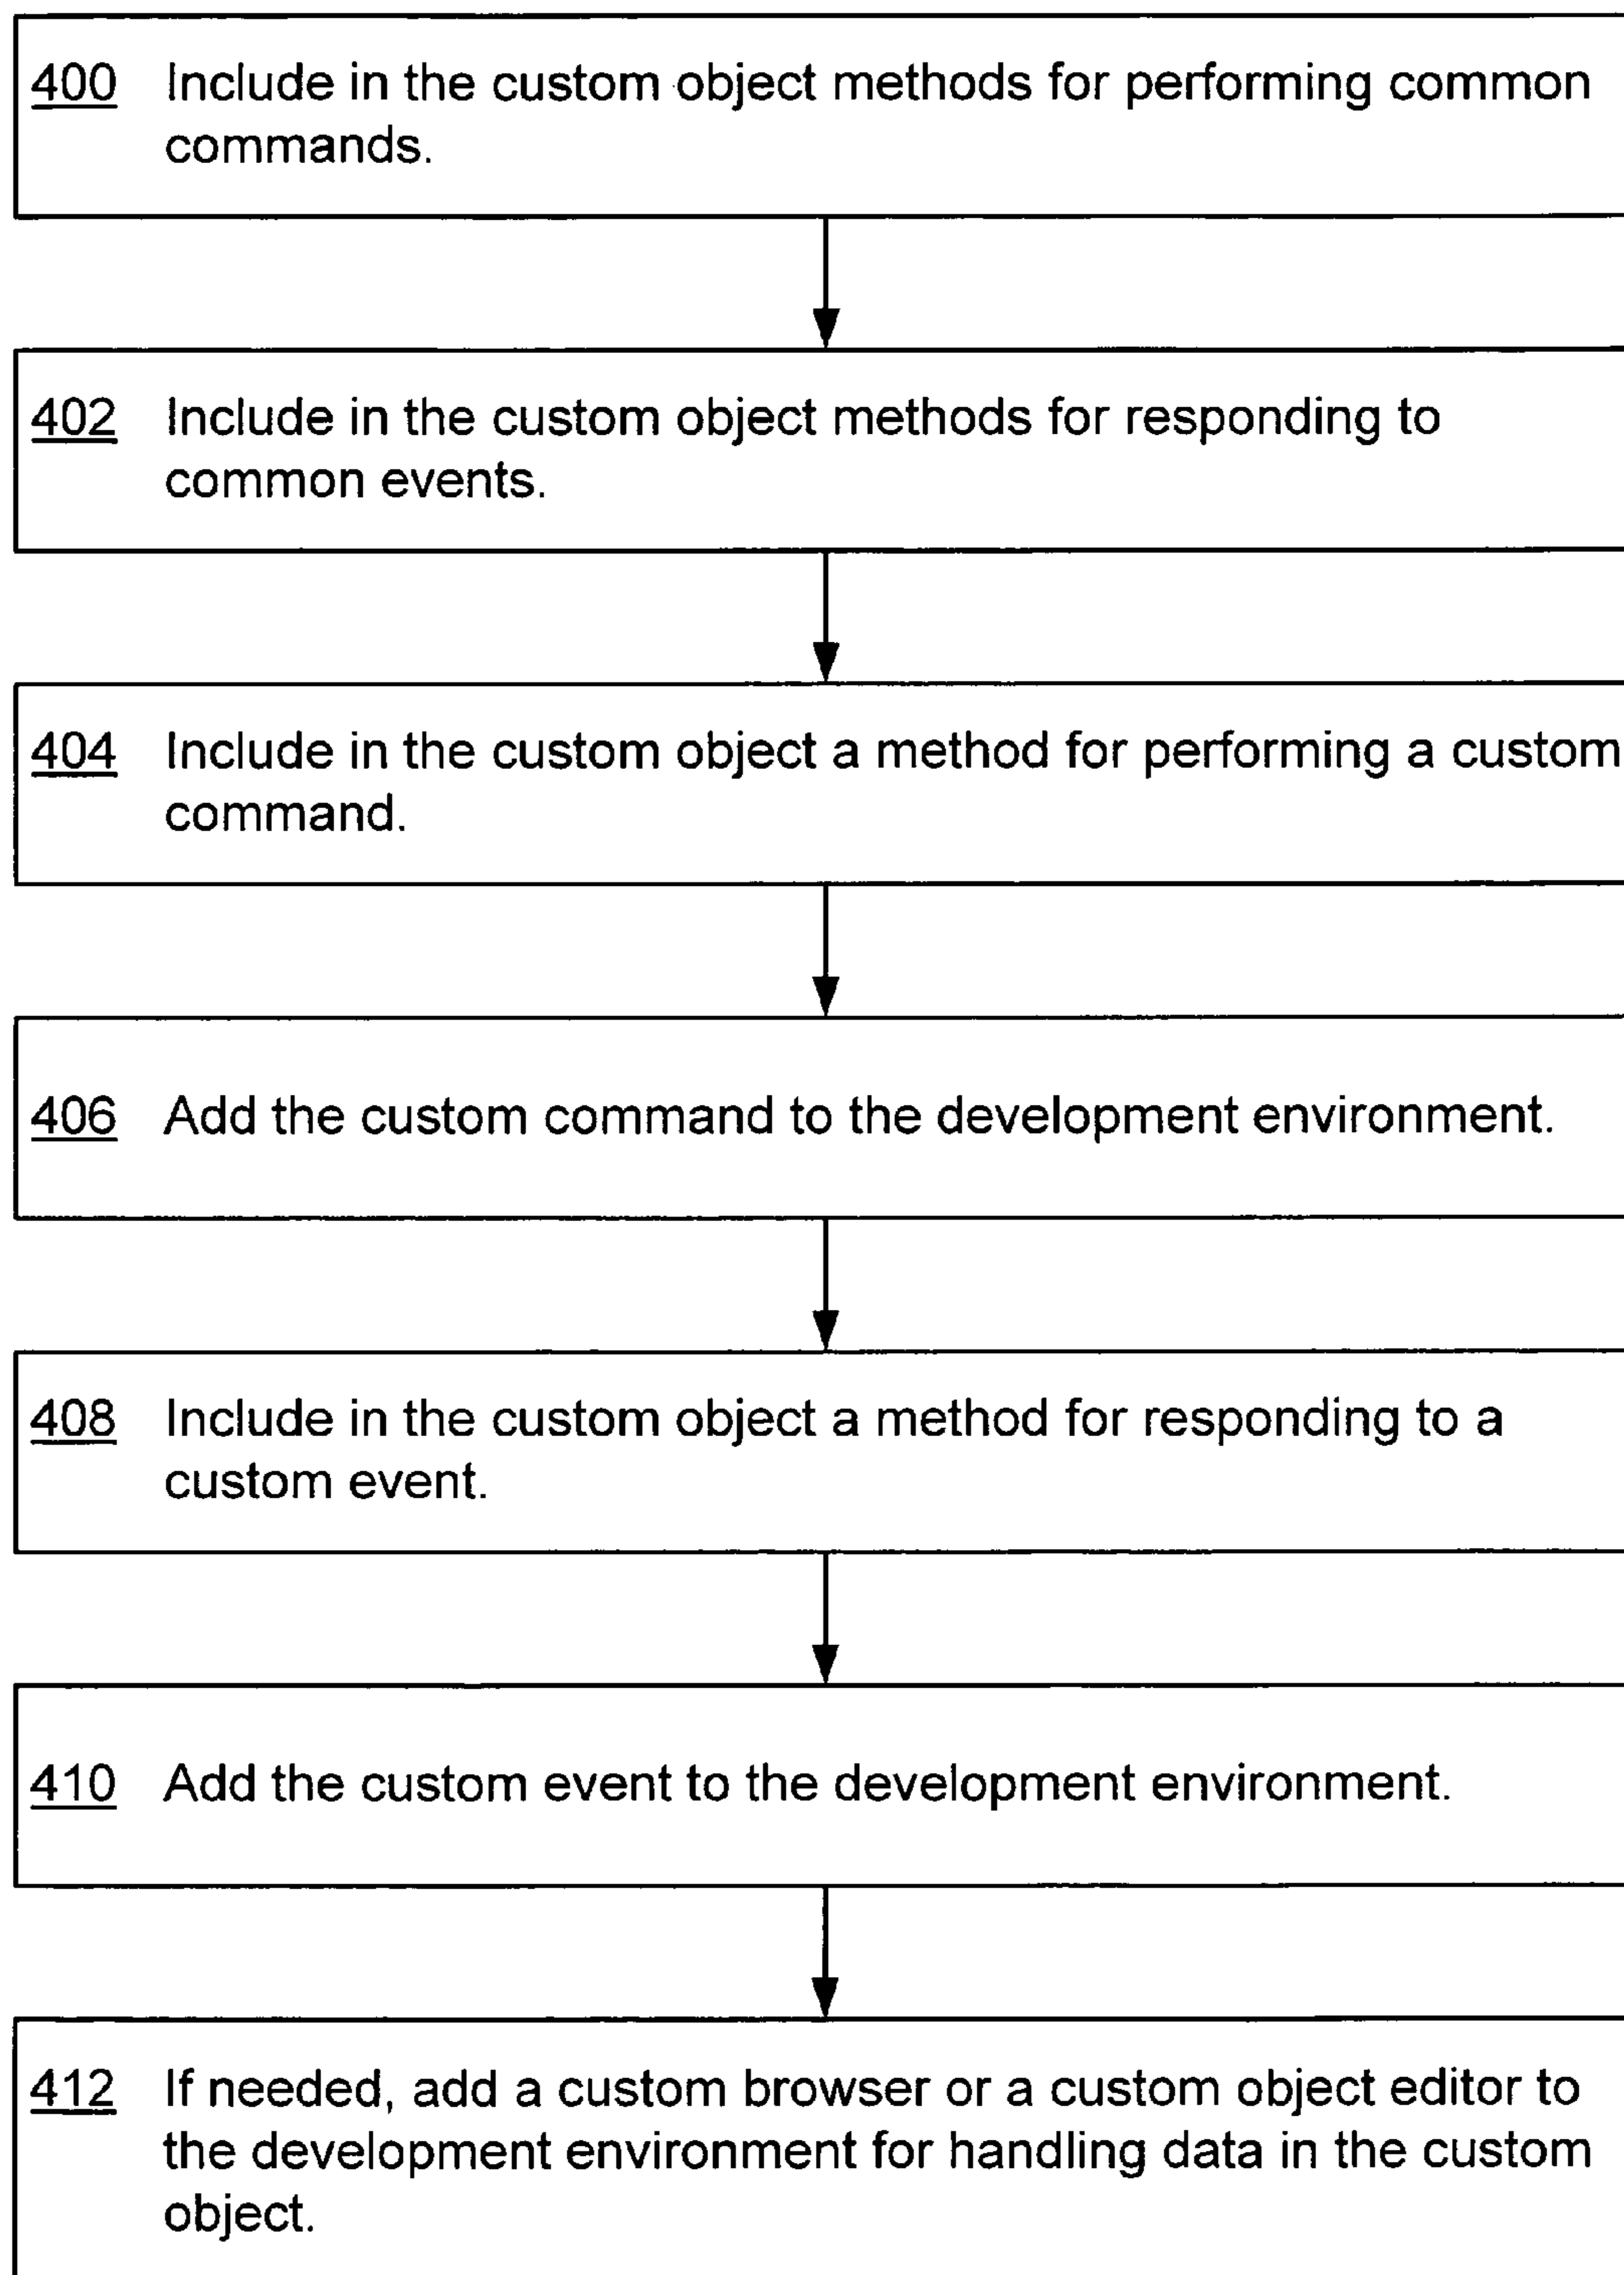 400 Include in the custom object methods for performing common
commands.
402 Include in the custom object methods for responding to
common events.
404 Include in the custom object a method for performing a custom
command.
406 Add the custom command to the development environment.
408 Include in the custom object a method for responding to a
custom event.
410 Add the custom event to the development environment.
412 If needed, add a custom browser or a custom object editor to
the development environment for handling data in the custom
object.